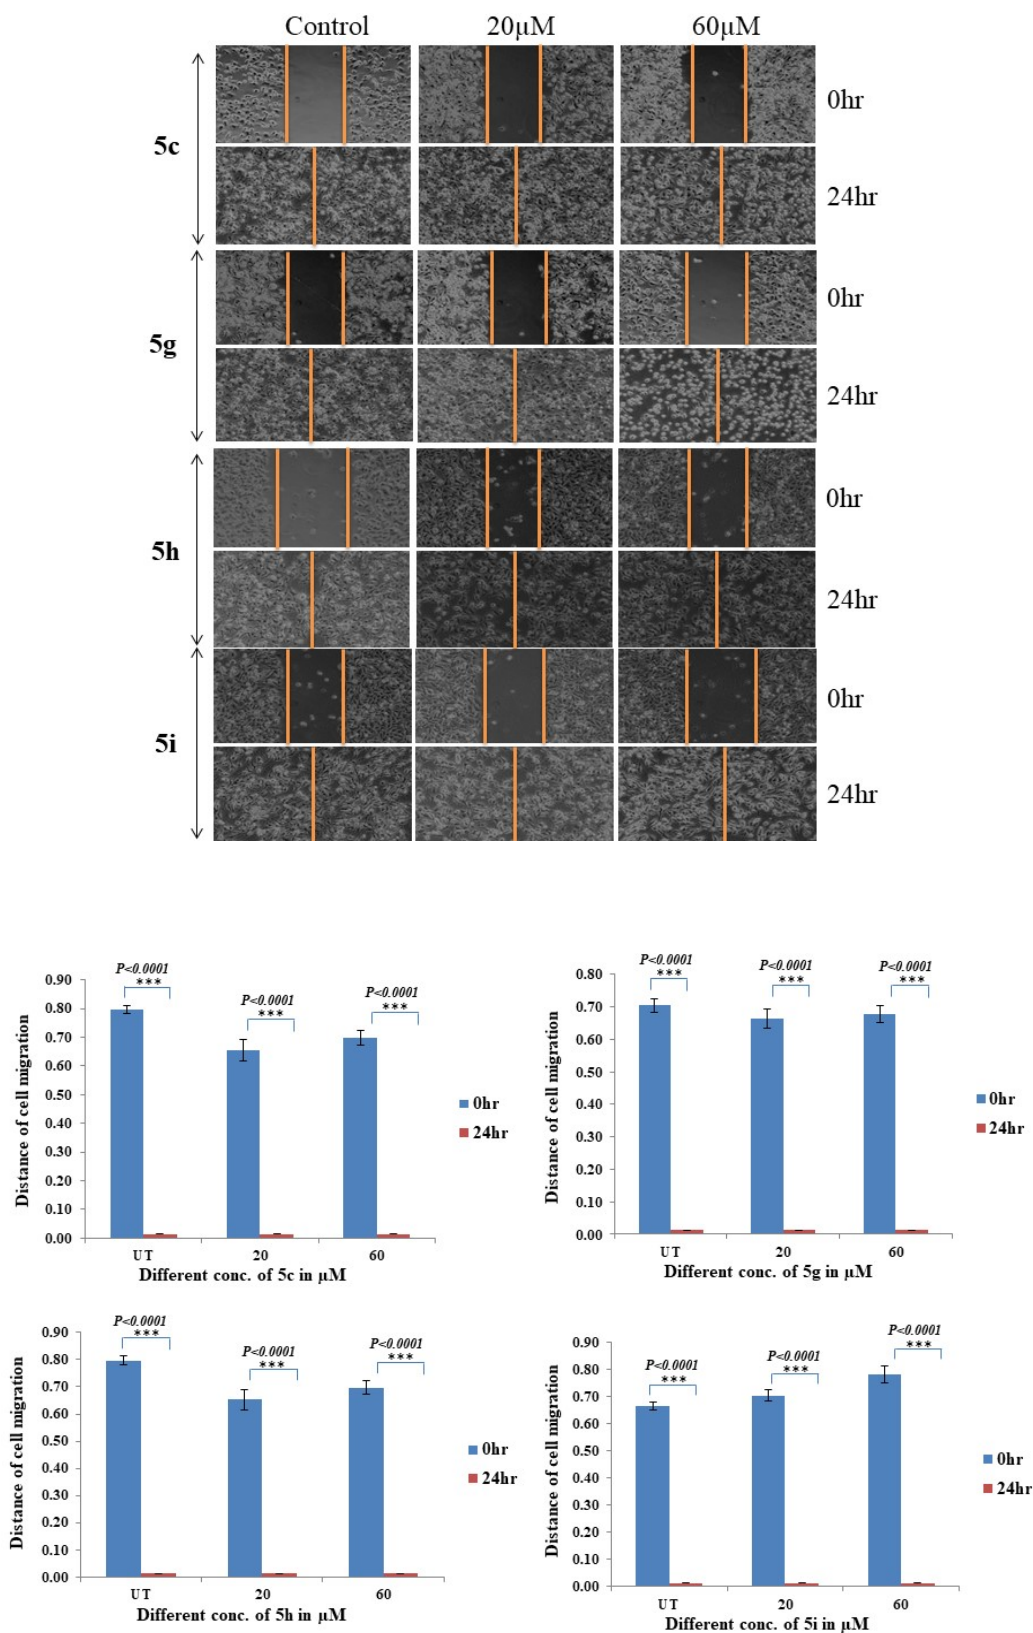 Control 20µM 60µM
0hr
5c
24hr
0hr
5g
24hr
0hr
5h
24hr
0hr
5i
24hr
P<0.0001
***
P<0.0001
***
P<0.0001
***
0.90
0.80
0.70
0.60
0.50
0.40
0.30
0.20
0.10
0.00
Distance of cell migration
0hr
24hr
UT 20 60
Different conc. of 5c in µM
P<0.0001
***
P<0.0001
***
P<0.0001
***
0.80
0.70
0.60
0.50
0.40
0.30
0.20
0.10
0.00
Distance of cell migration
0hr
24hr
UT 20 60
Different conc. of 5g in µM
P<0.0001
***
P<0.0001
***
P<0.0001
***
0.90
0.80
0.70
0.60
0.50
0.40
0.30
0.20
0.10
0.00
Distance of cell migration
0hr
24hr
UT 20 60
Different conc. of 5h in µM
P<0.0001
***
P<0.0001
***
P<0.0001
***
0.90
0.80
0.70
0.60
0.50
0.40
0.30
0.20
0.10
0.00
Distance of cell migration
0hr
24hr
UT 20 60
Different conc. of 5i in µM